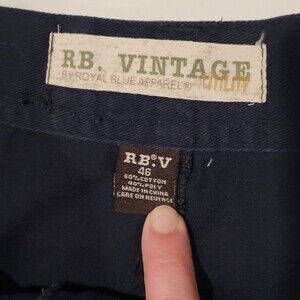 RB. VINTAGE
BY ROYAL BLUE APPAREL®
UTILITY
RB®V
46
60% COTTON
40% POLY
MADE IN CHINA
CARE ON REVERSE